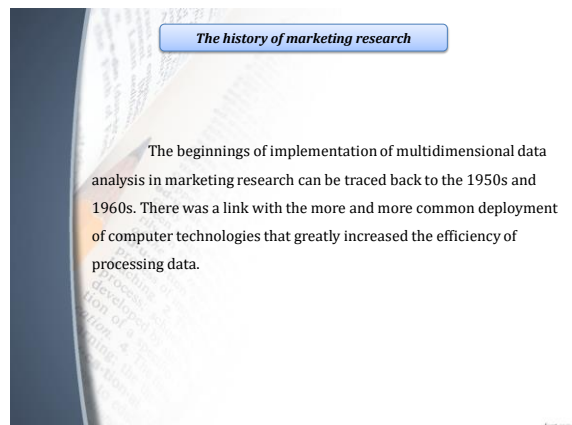 The history of marketing research
The beginnings of implementation of multidimensional data
analysis in marketing research can be traced back to the 1950s and
1960s. There was a link with the more and more common deployment
of computer technologies that greatly increased the efficiency of
processing data.